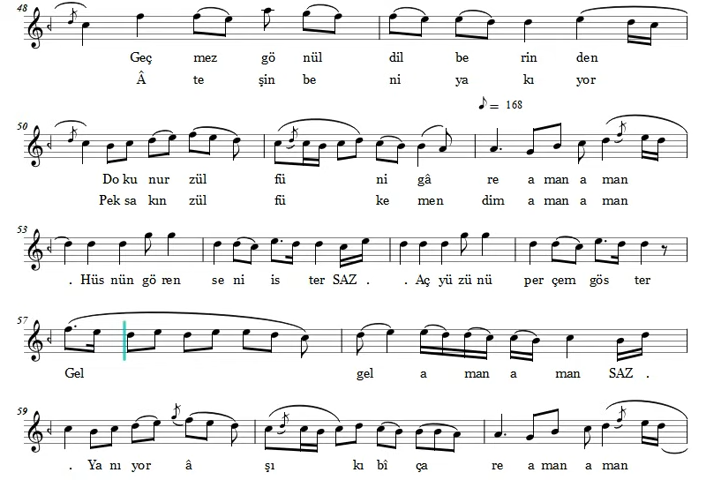 48
Geç mez gö nül dil be rin den
Â te şin be ni ya kı yor
50
♪ = 168
Do ku nur zül fü ni gâ re a man a man
Pek sa kın zül fü ke men dim a man a man
53
. Hüs nün gö ren se ni is ter SAZ . . Aç yü zü nü per çem gös ter
57
Gel gel a man a man SAZ .
59
. Ya nı yor â şı kı bî ça re a man a man